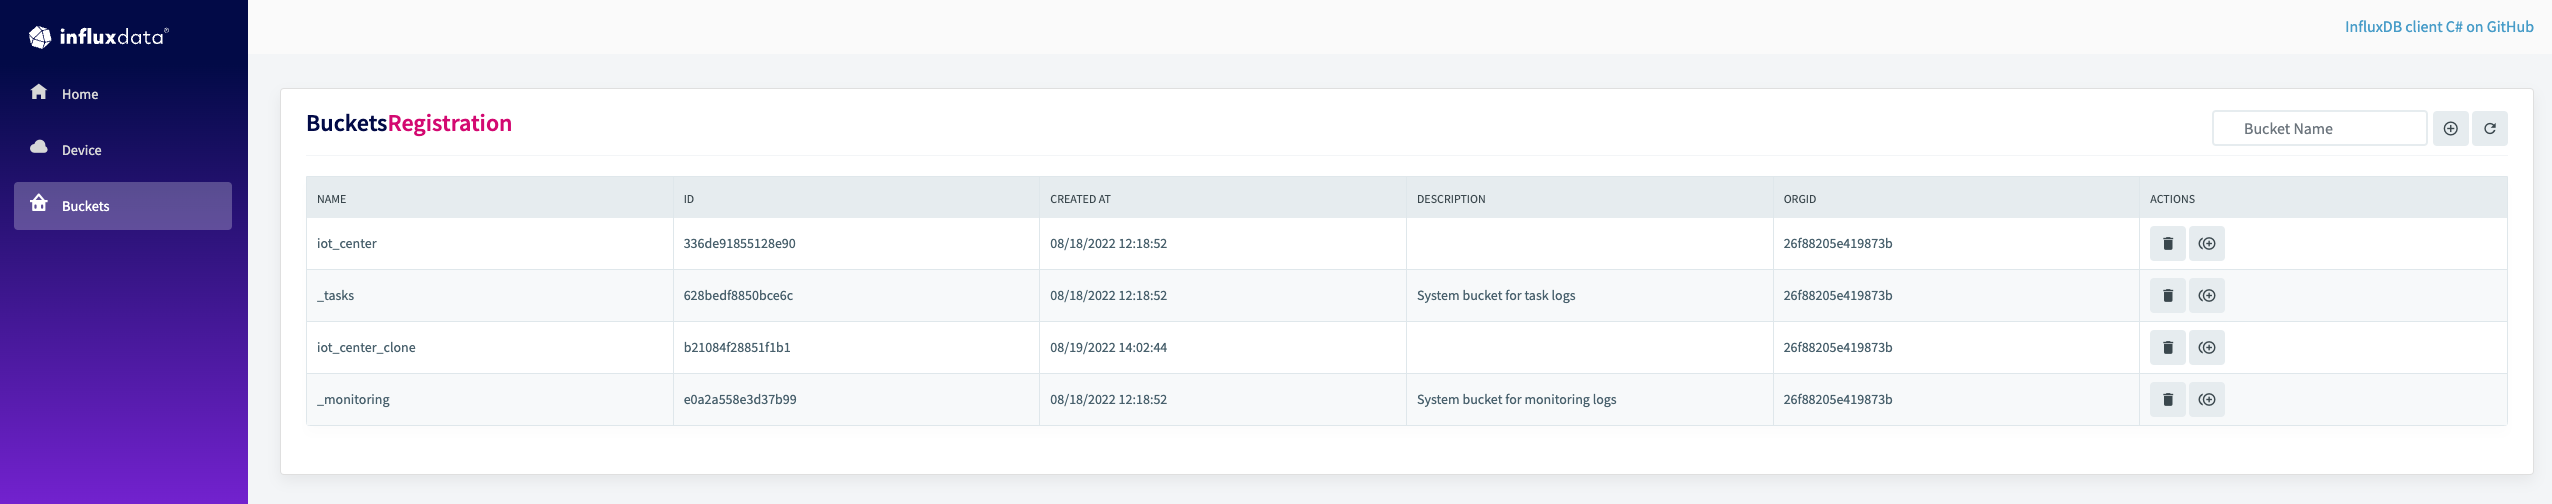 influxdata®
InfluxDB client C# on GitHub
Home
Device
Buckets
BucketsRegistration
Bucket Name
NAME ID CREATED AT DESCRIPTION ORGID ACTIONS
iot_center 336de91855128e90 08/18/2022 12:18:52 26f88205e419873b
_tasks 628bedf8850bce6c 08/18/2022 12:18:52 System bucket for task logs 26f88205e419873b
iot_center_clone b21084f28851f1b1 08/19/2022 14:02:44 26f88205e419873b
_monitoring e0a2a558e3d37b99 08/18/2022 12:18:52 System bucket for monitoring logs 26f88205e419873b